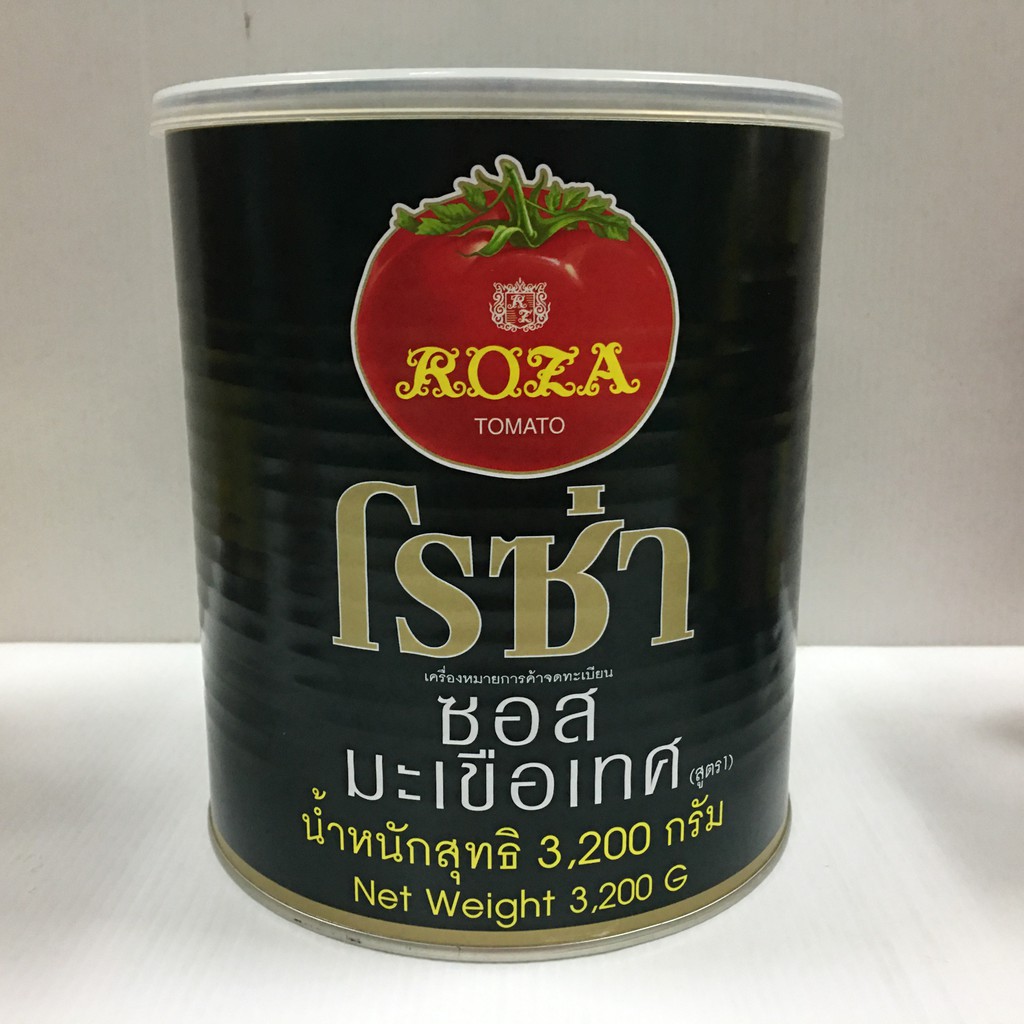 RZ
ROZA
TOMATO
โรซ่า
เครื่องหมายการค้าจดทะเบียน
ซอส
มะเขือเทศ (สูตร1)
น้ำหนักสุทธิ 3,200 กรัม
Net Weight 3,200 G